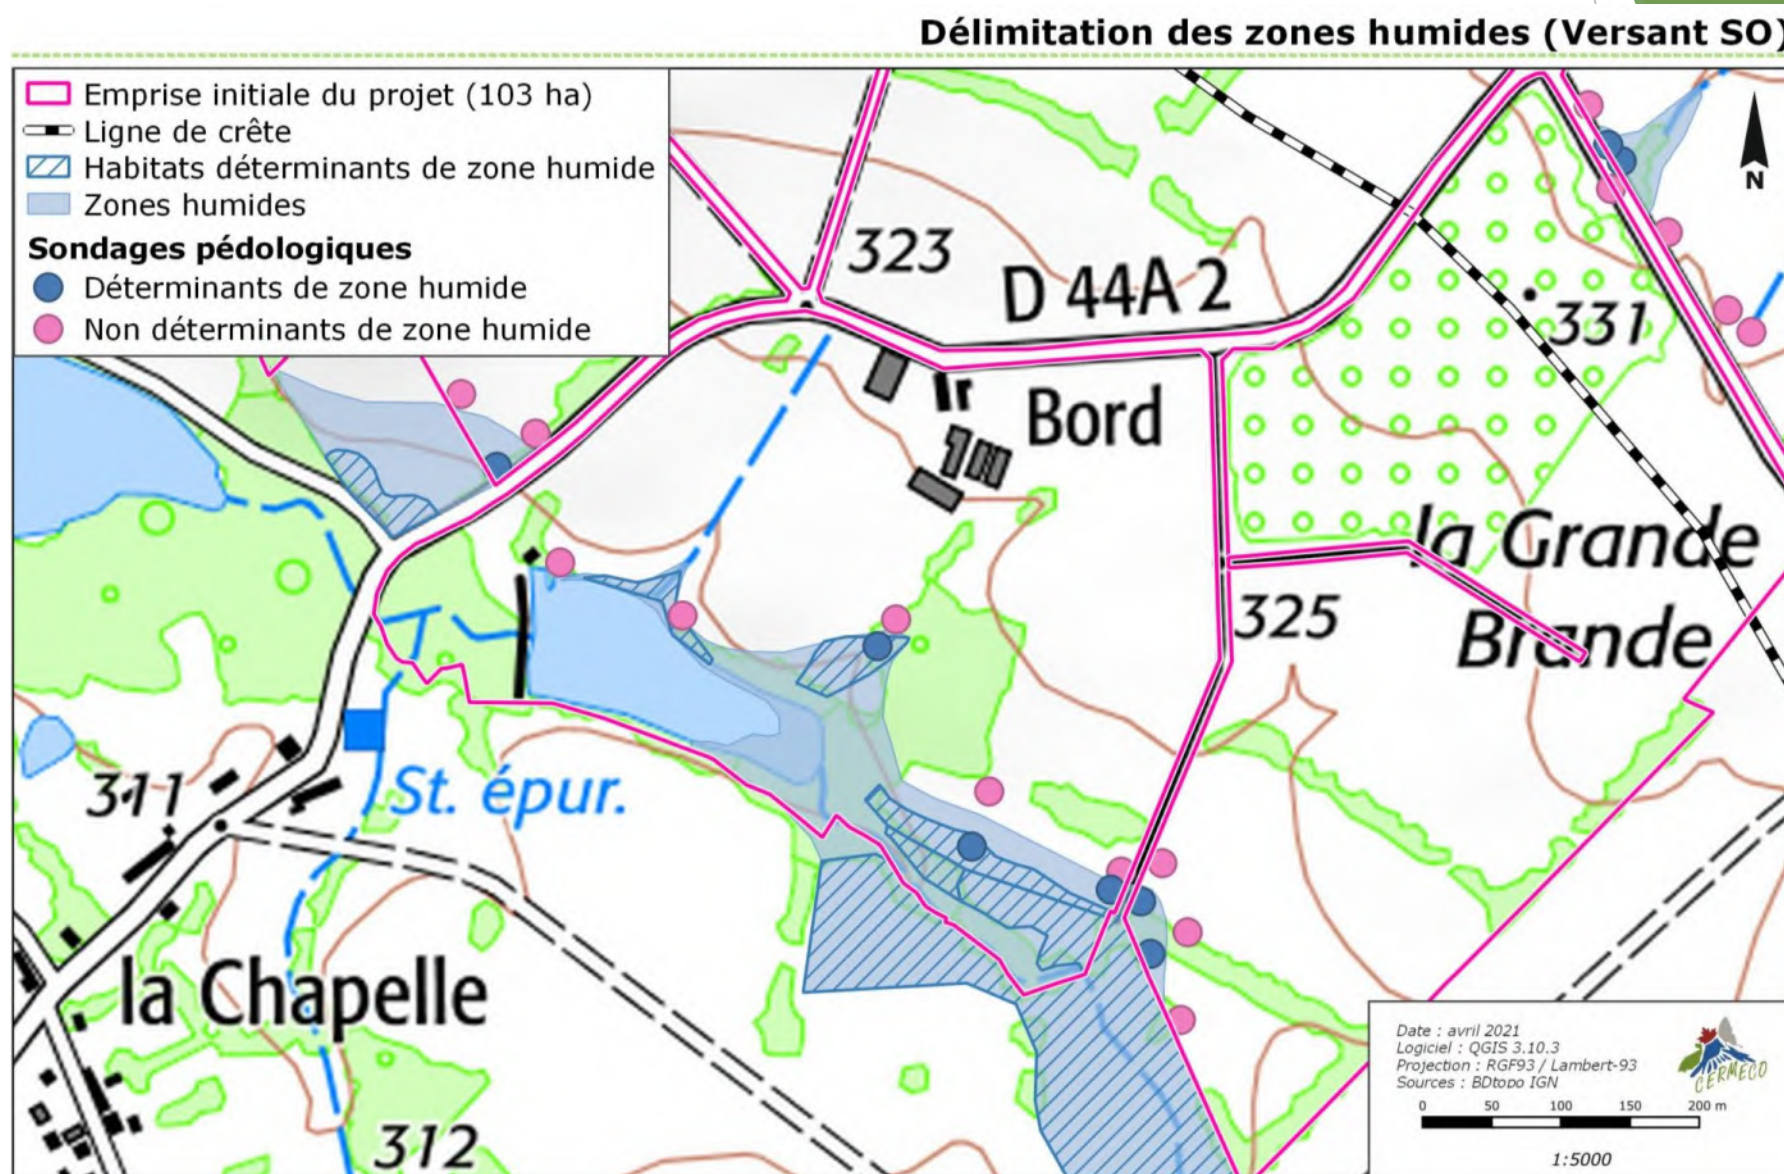 Délimitation des zones humides (Versant SO)
Emprise initiale du projet (103 ha)
Ligne de crête
Habitats déterminants de zone humide
Zones humides
Sondages pédologiques
Déterminants de zone humide
Non déterminants de zone humide
N
323
D 44A 2
331
Bord
la Grande
Brande
325
311
St. épur.
la Chapelle
312
Date : avril 2021
Logiciel : QGIS 3.10.3
Projection : RGF93 / Lambert-93
Sources : BDtopo IGN
CERMECO
0 50 100 150 200 m
1:5000